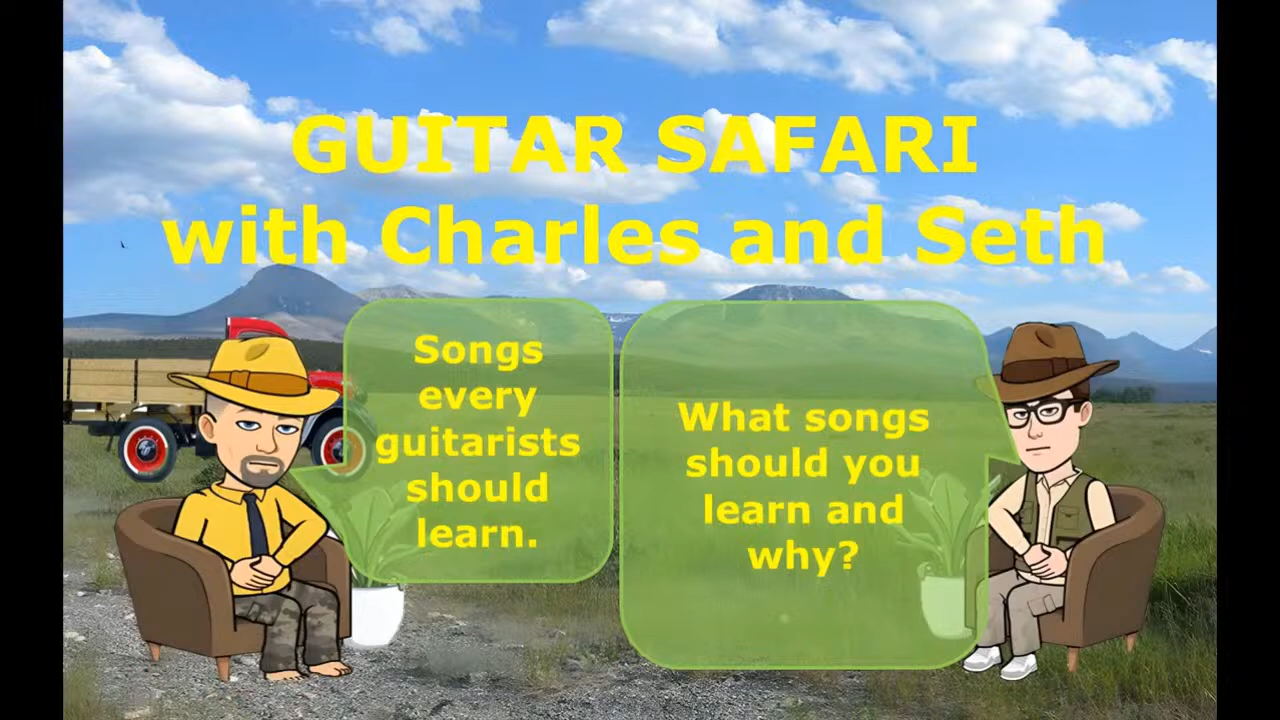 GUITAR SAFARI
with Charles and Seth
Songs
every
guitarists
should
learn.
What songs
should you
learn and
why?